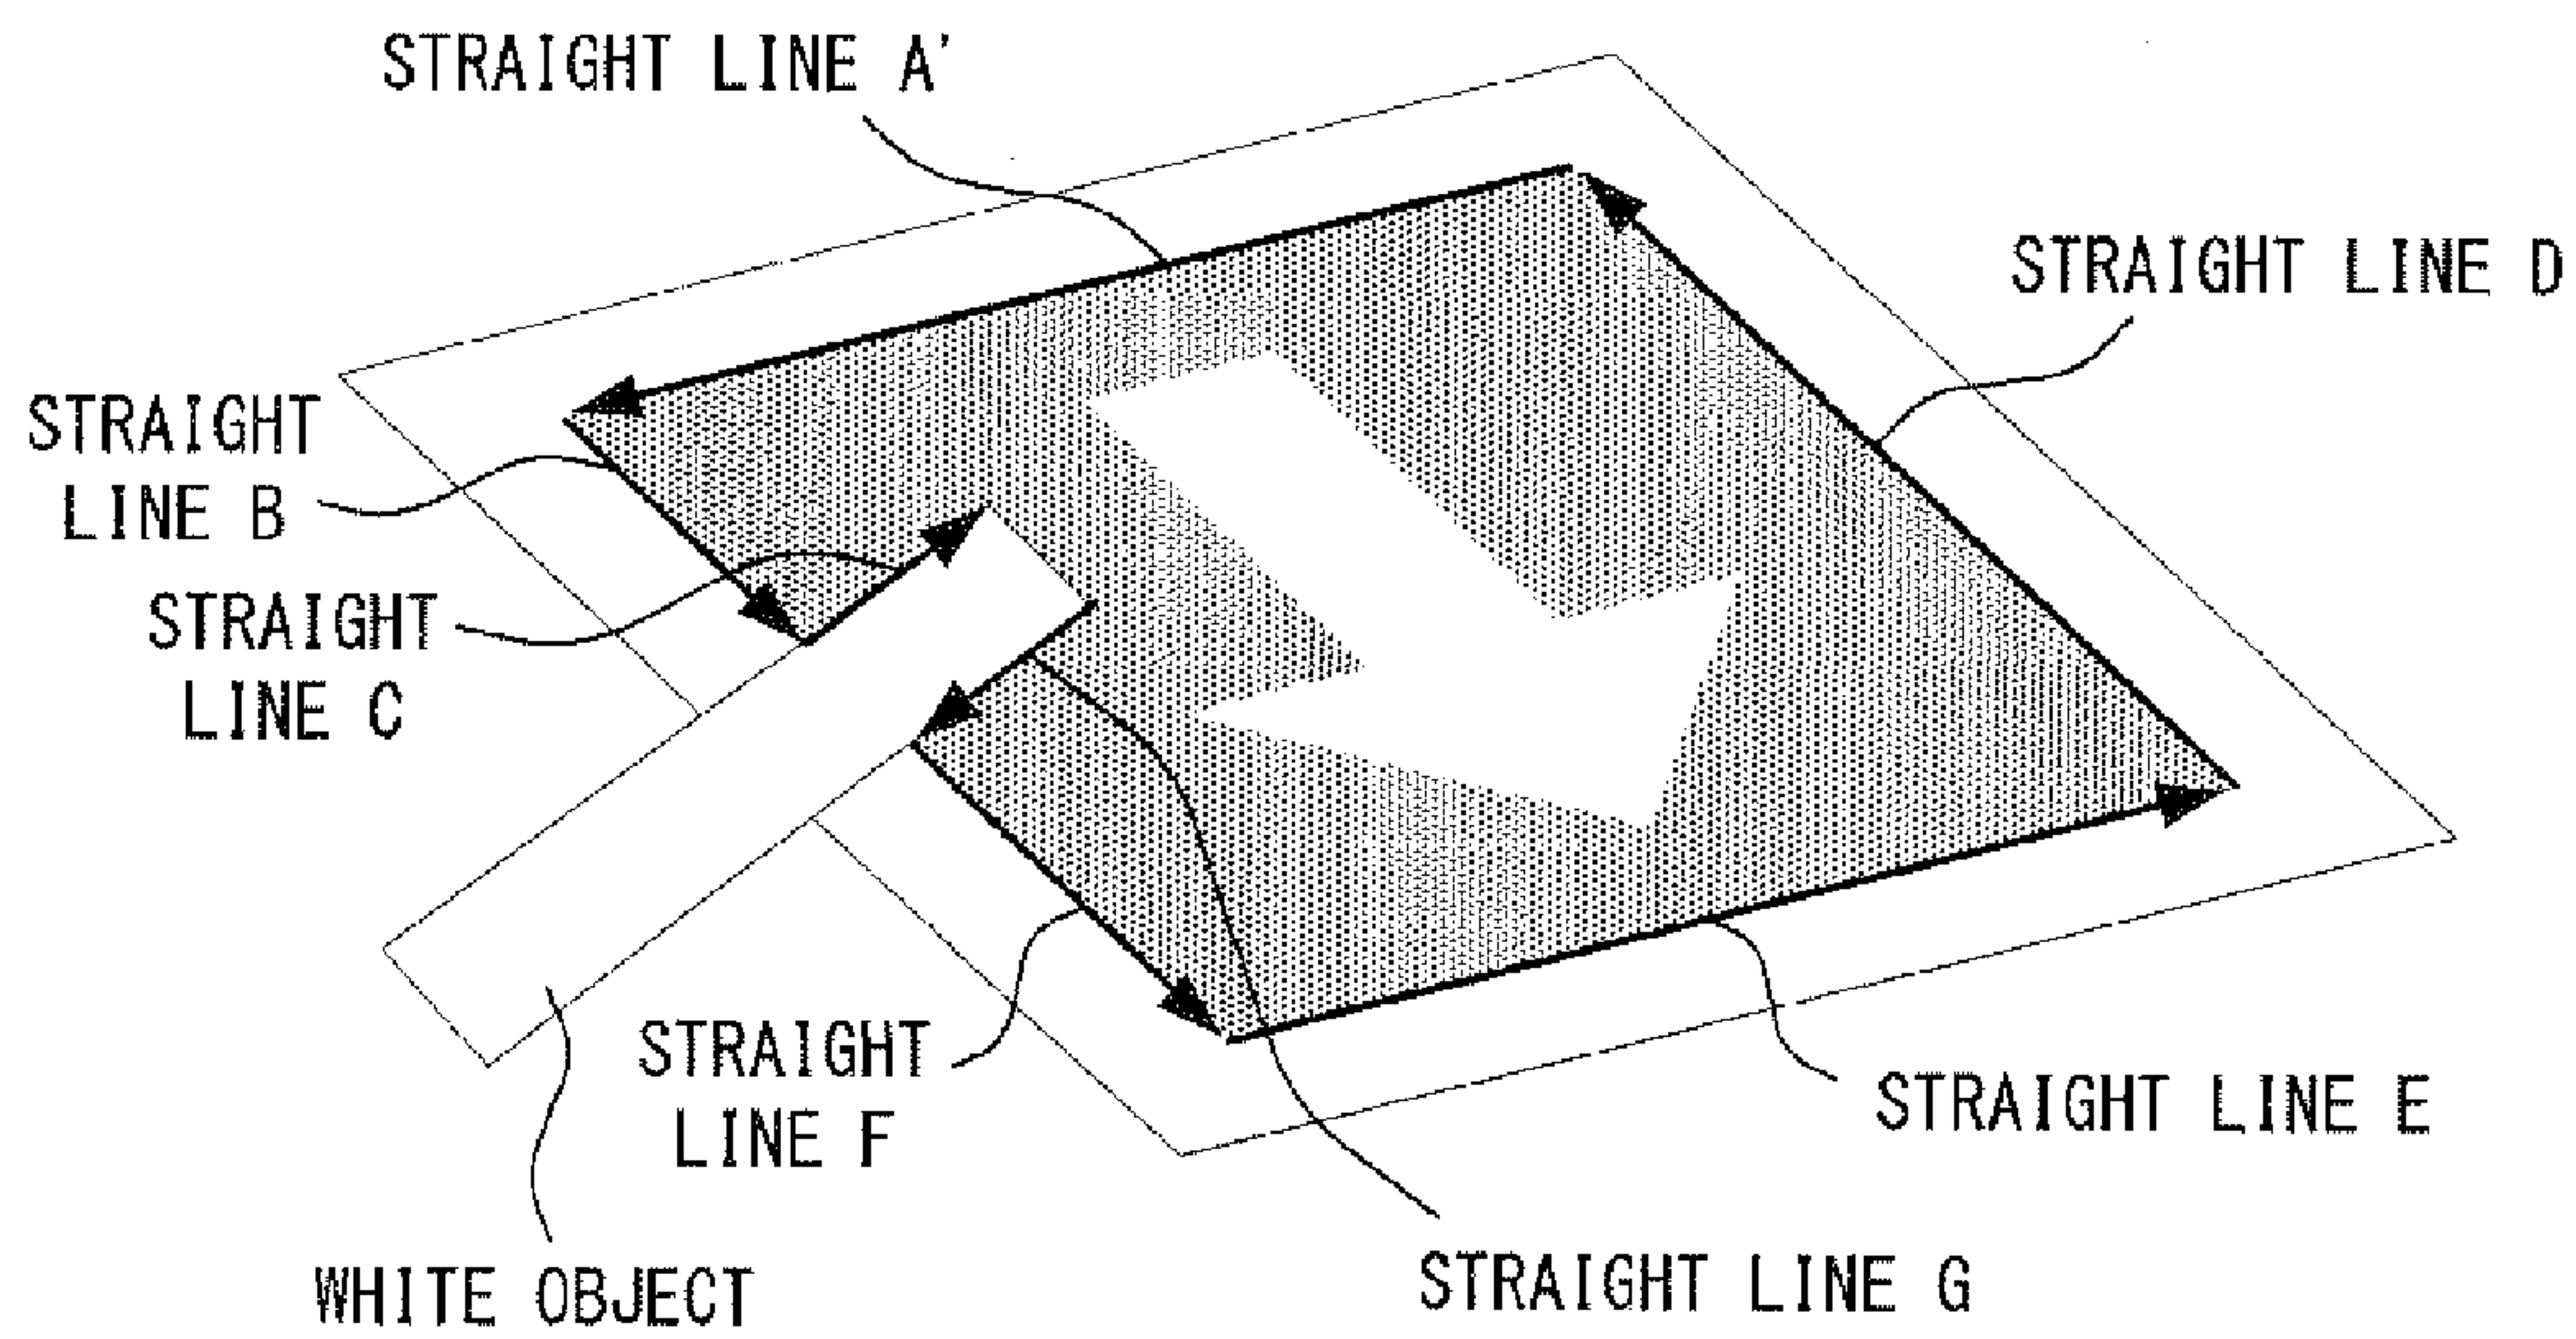 STRAIGHT LINE A'
STRAIGHT LINE D
STRAIGHT
LINE B
STRAIGHT
LINE C
STRAIGHT
LINE F
STRAIGHT LINE E
WHITE OBJECT
STRAIGHT LINE G